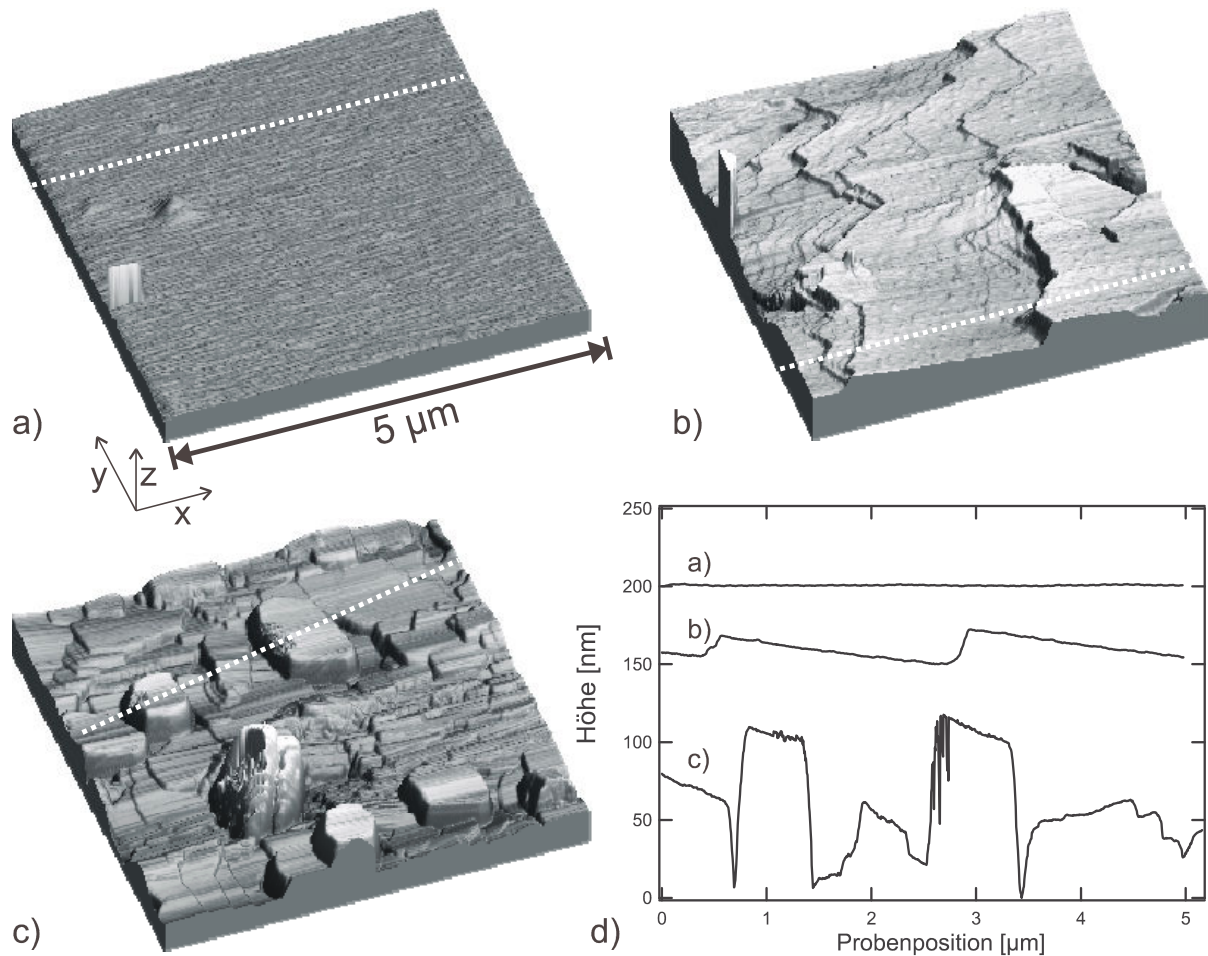 a)
5 µm
y
z
x
b)
c)
d)
Höhe [nm]
250
200
150
100
50
0
a)
b)
c)
0 1 2 3 4 5
Probenposition [µm]